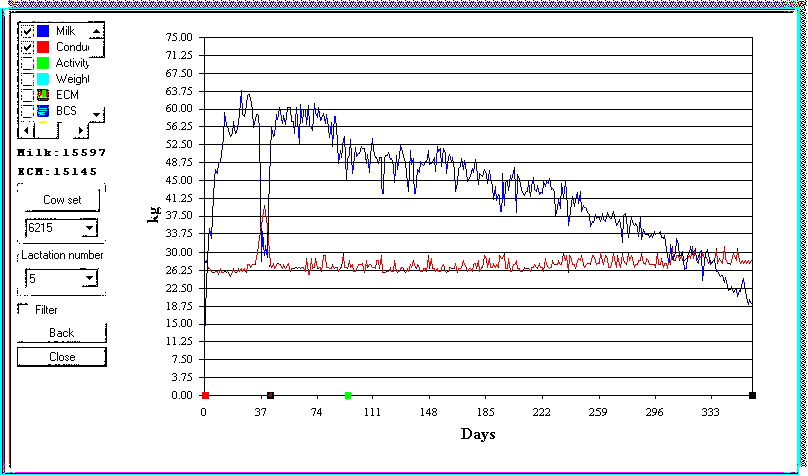 Milk
Condu
Activity
Weight
ECM
BCS
Milk:15597
ECM:15145
Cow set
6215
Lactation number
5
Filter
Back
Close
75.00
71.25
67.50
63.75
60.00
56.25
52.50
48.75
45.00
41.25
37.50
33.75
30.00
26.25
22.50
18.75
15.00
11.25
7.50
3.75
0.00
kg
0 37 74 111 148 185 222 259 296 333
Days